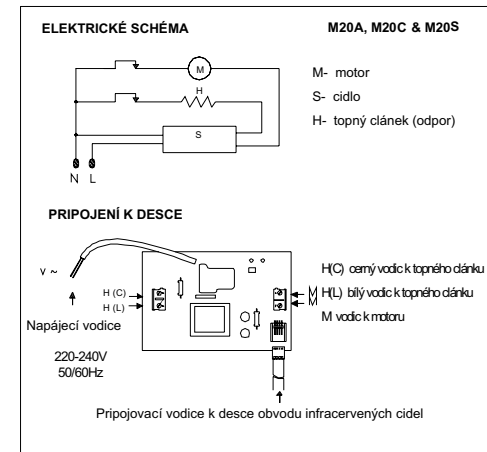 ELEKTRICKÉ SCHÉMA
M20A, M20C & M20S
M
H
S
N L
M- motor
S- cidlo
H- topný clánek (odpor)
PRIPOJENÍ K DESCE
V ~
H (C)
H (L)
M
M
H(C) cerný vodic k topného clánku
H(L) bílý vodic k topného clánku
M vodic k motoru
Napájecí vodice
220-240V
50/60Hz
Pripojovací vodice k desce obvodu infracervených cidel